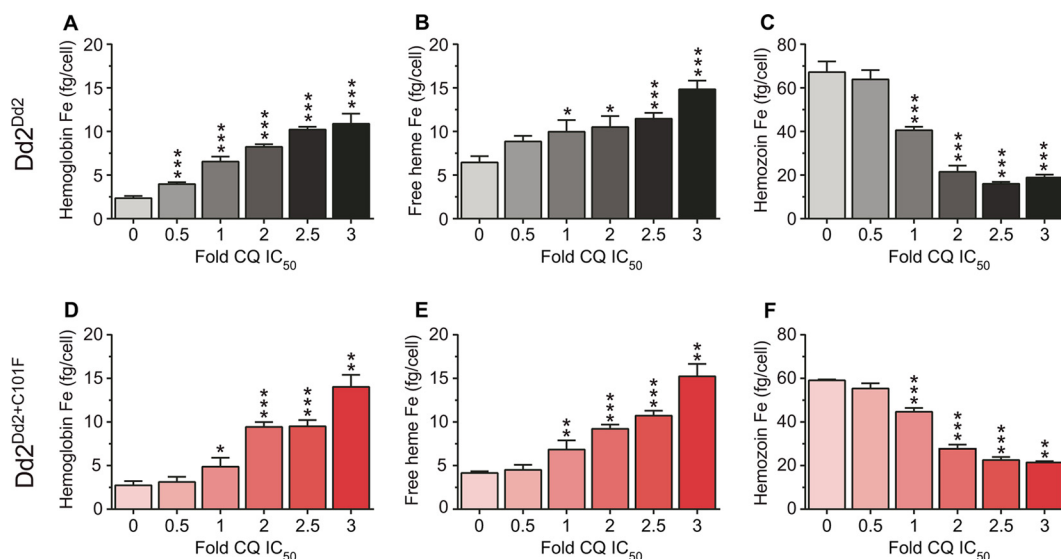 A
B
C
Dd2^Dd2
Hemoglobin Fe (fg/cell)
20
15
10
5
0
***
***
***
***
***
0 0.5 1 2 2.5 3
Fold CQ IC50
Free heme Fe (fg/cell)
20
15
10
5
0
*
*
***
***
0 0.5 1 2 2.5 3
Fold CQ IC50
Hemozoin Fe (fg/cell)
80
60
40
20
0
***
***
***
***
0 0.5 1 2 2.5 3
Fold CQ IC50
D
E
F
Dd2^Dd2+C101F
Hemoglobin Fe (fg/cell)
20
15
10
5
0
*
***
***
**
0 0.5 1 2 2.5 3
Fold CQ IC50
Free heme Fe (fg/cell)
20
15
10
5
0
**
***
***
**
0 0.5 1 2 2.5 3
Fold CQ IC50
Hemozoin Fe (fg/cell)
80
60
40
20
0
***
***
***
**
0 0.5 1 2 2.5 3
Fold CQ IC50